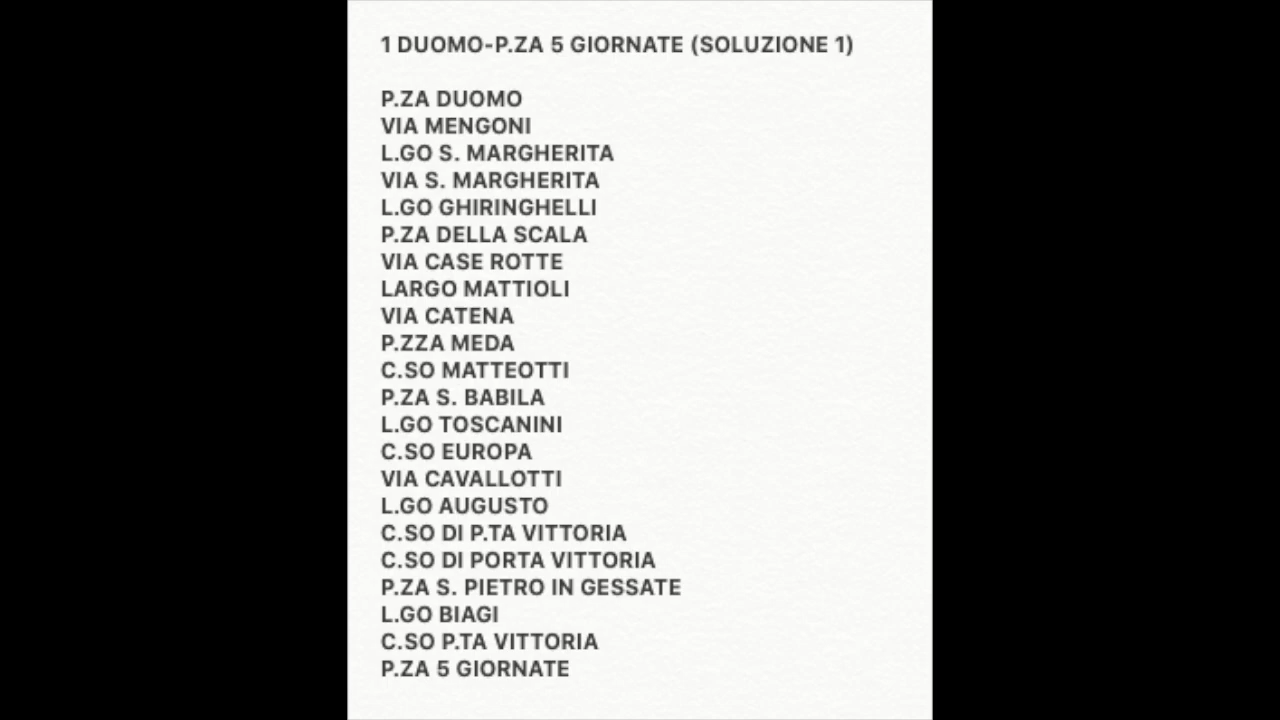 1 DUOMO-P.ZA 5 GIORNATE (SOLUZIONE 1)
P.ZA DUOMO
VIA MENGONI
L.GO S. MARGHERITA
VIA S. MARGHERITA
L.GO GHIRINGHELLI
P.ZA DELLA SCALA
VIA CASE ROTTE
LARGO MATTIOLI
VIA CATENA
P.ZZA MEDA
C.SO MATTEOTTI
P.ZA S. BABILA
L.GO TOSCANINI
C.SO EUROPA
VIA CAVALLOTTI
L.GO AUGUSTO
C.SO DI P.TA VITTORIA
C.SO DI PORTA VITTORIA
P.ZA S. PIETRO IN GESSATE
L.GO BIAGI
C.SO P.TA VITTORIA
P.ZA 5 GIORNATE